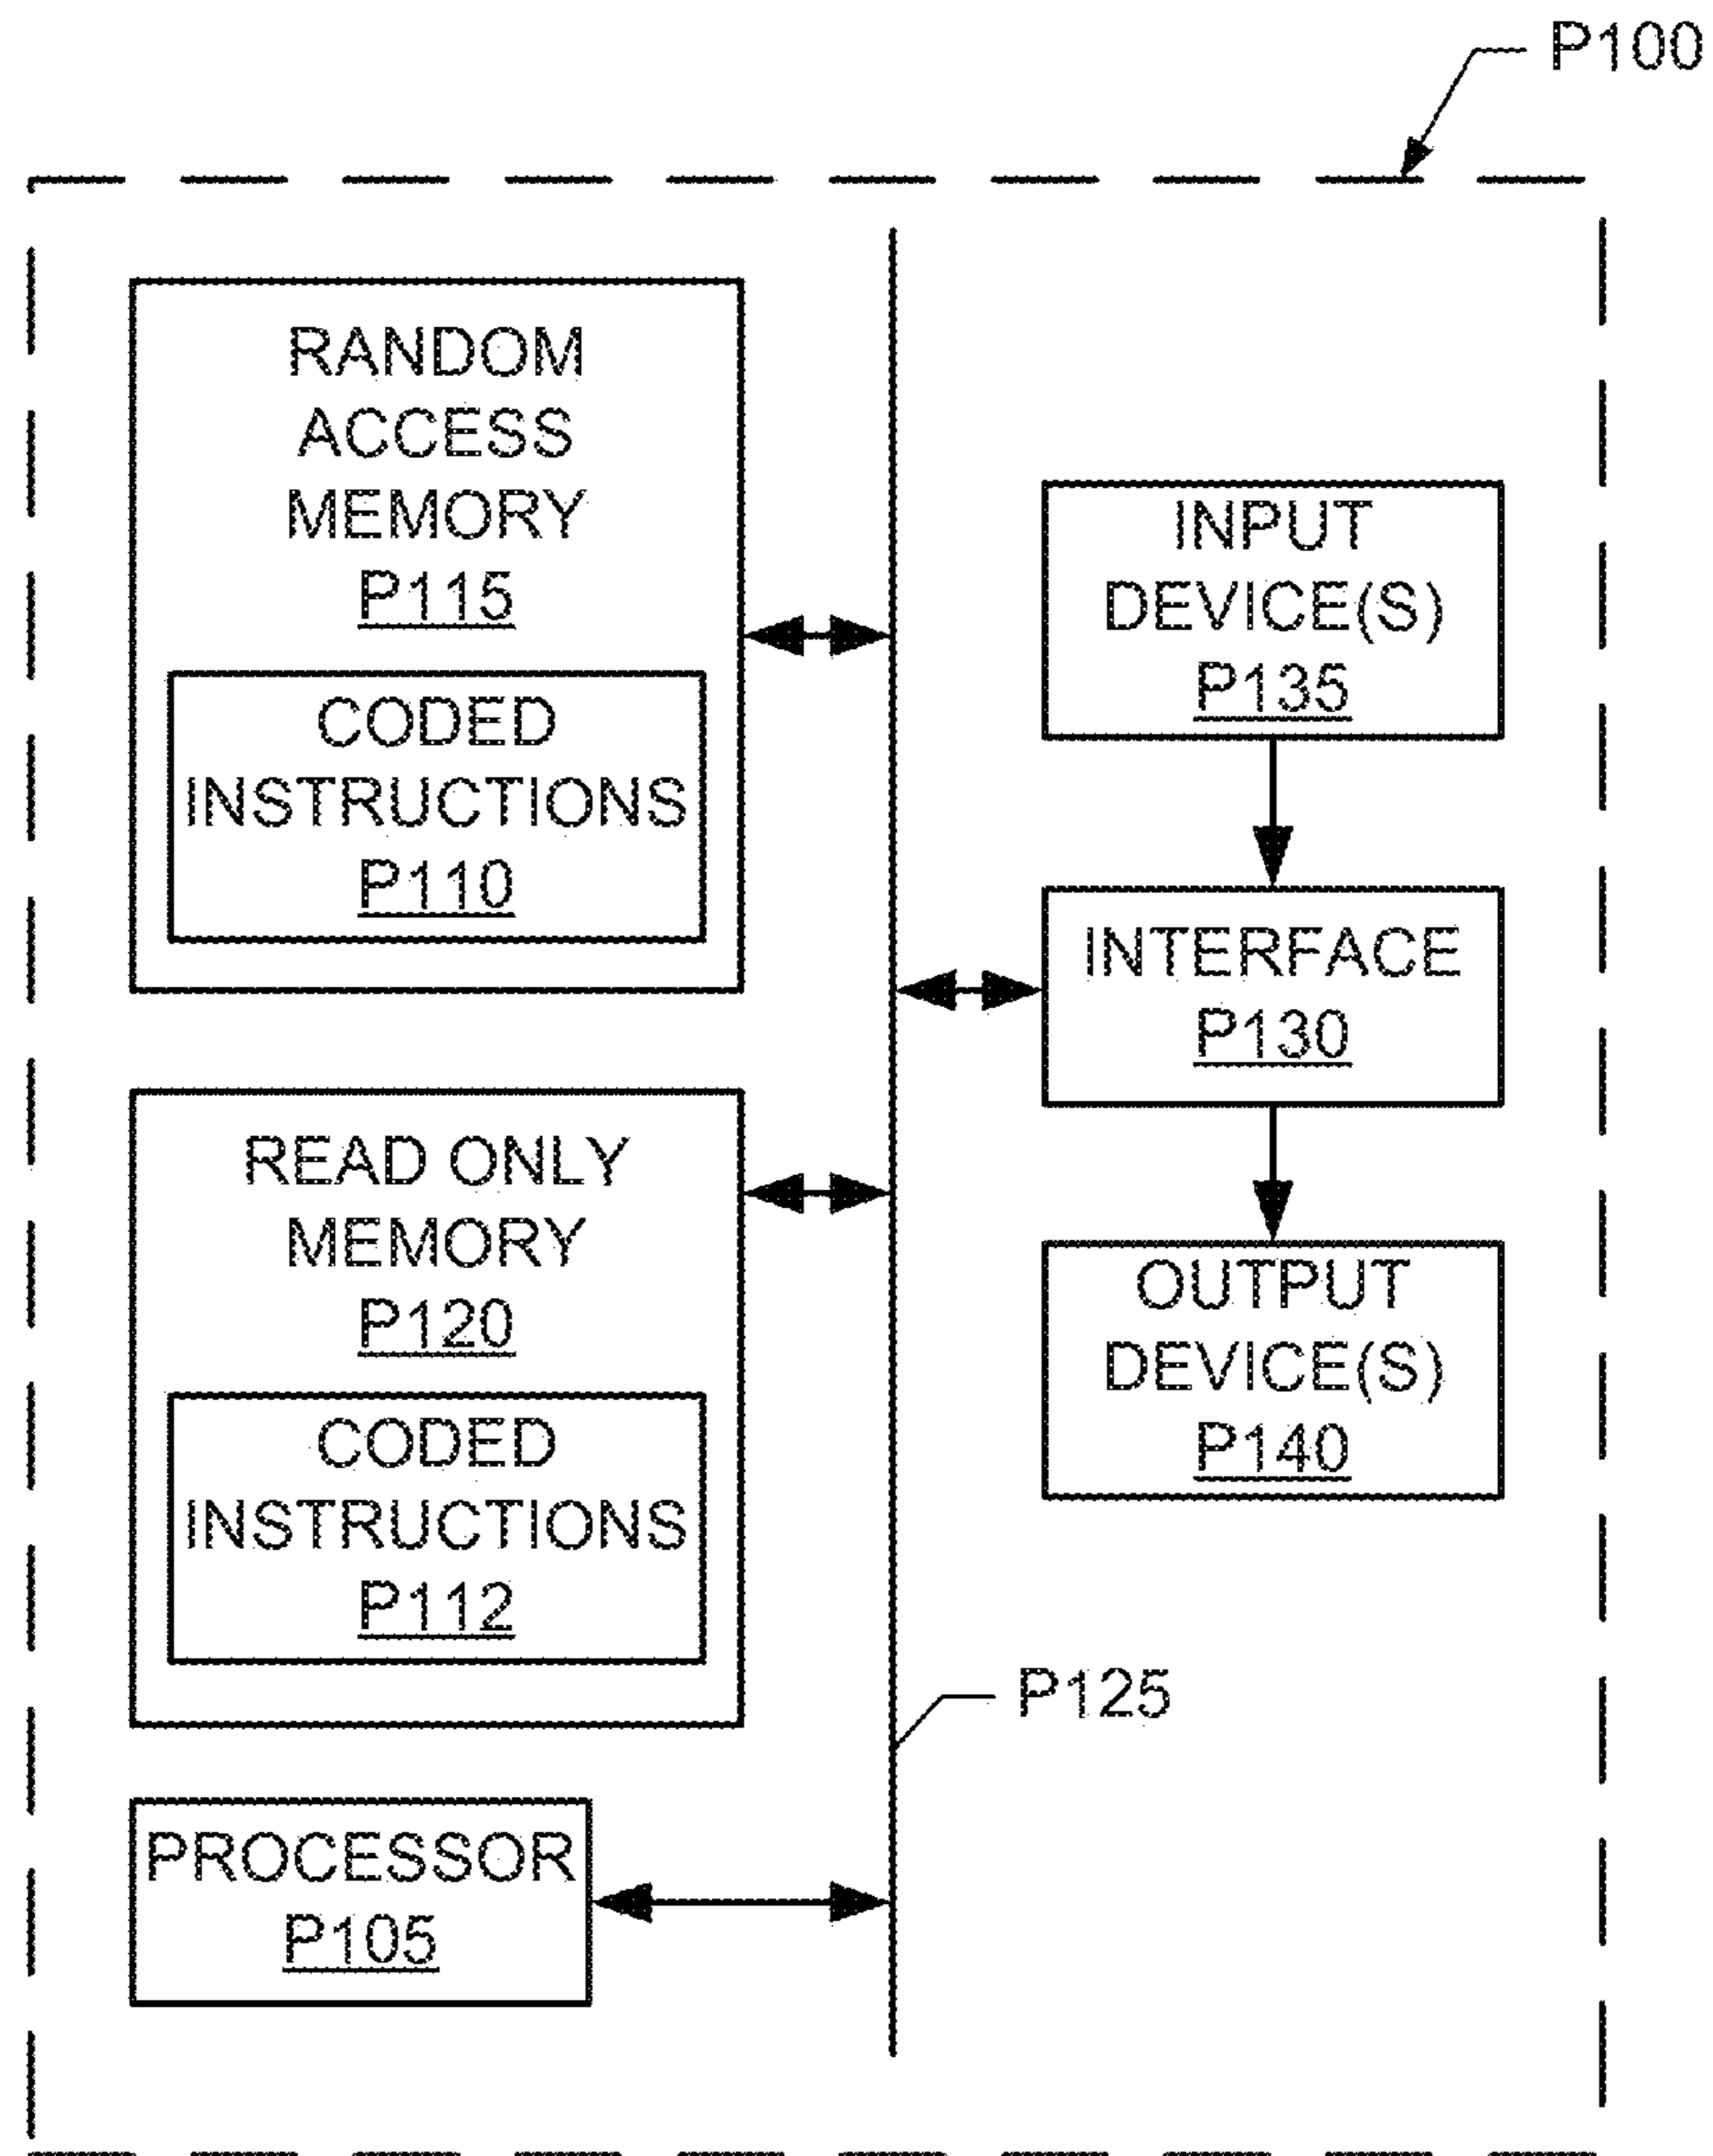 P100
RANDOM
ACCESS
MEMORY
P115
CODED
INSTRUCTIONS
P110
READ ONLY
MEMORY
P120
CODED
INSTRUCTIONS
P112
PROCESSOR
P105
INPUT
DEVICE(S)
P135
INTERFACE
P130
OUTPUT
DEVICE(S)
P140
P125